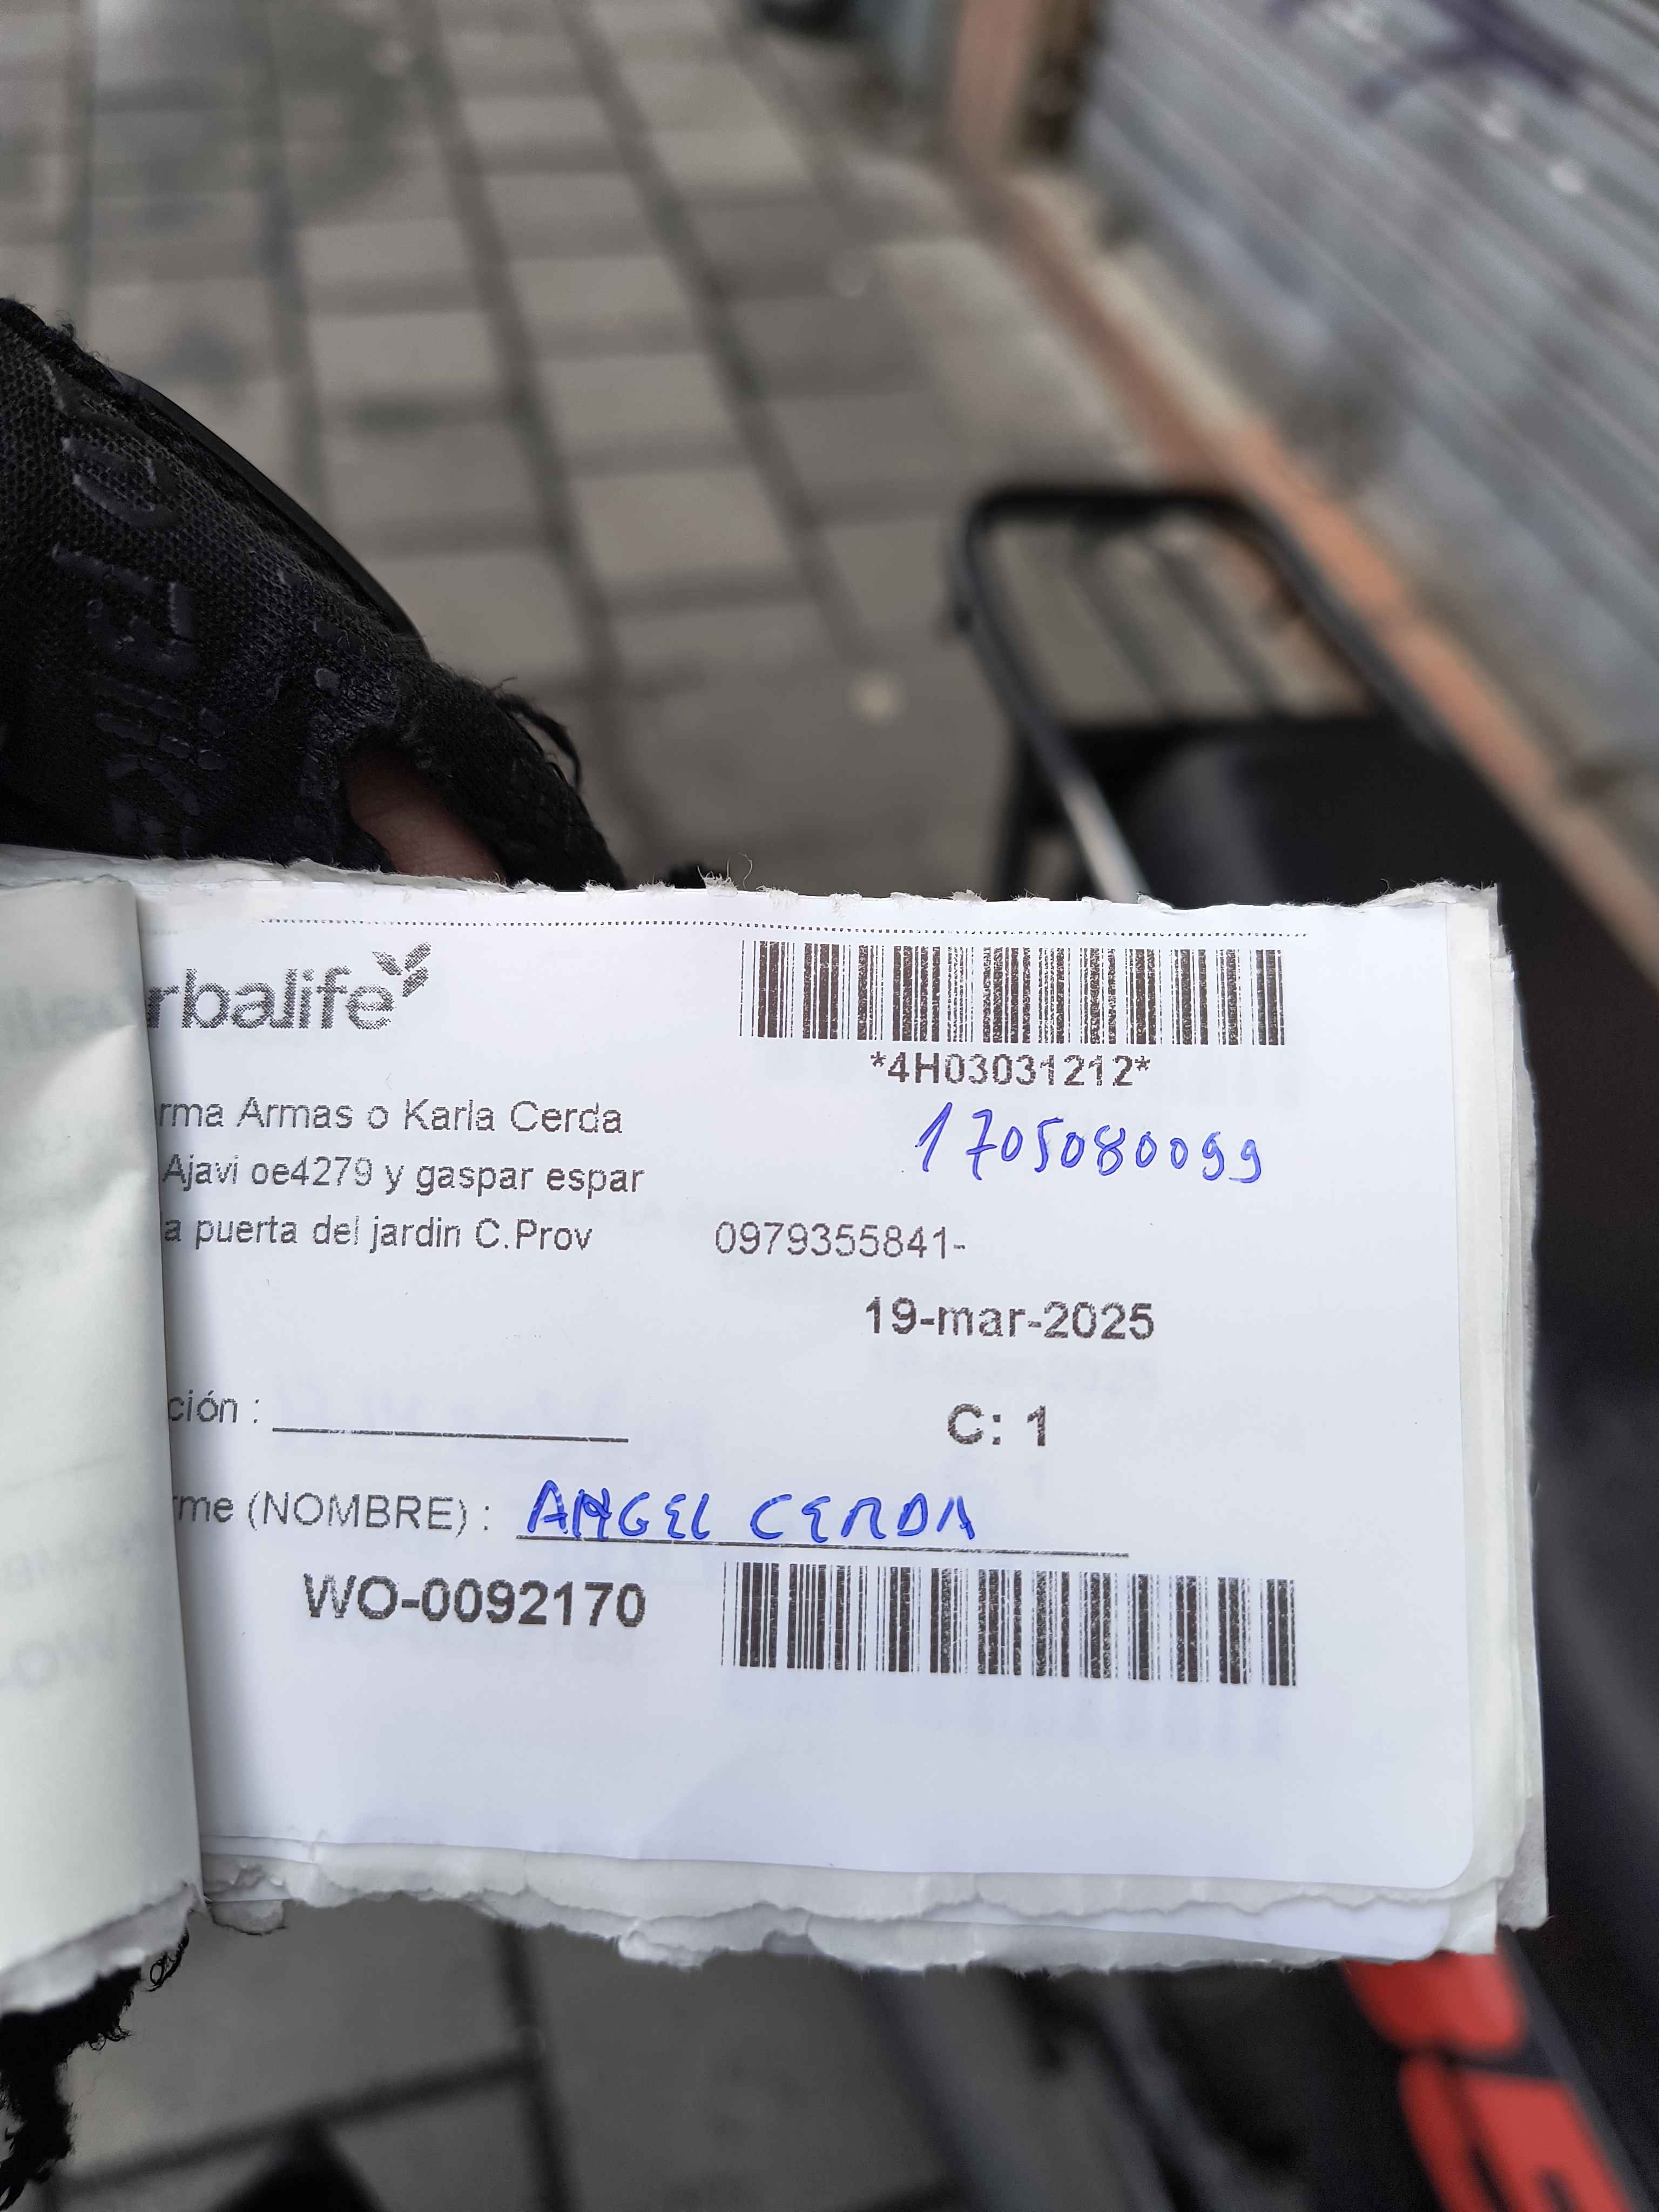 rbalife
*4H03031212*
rma Armas o Karla Cerda
1705080099
Ajavi oe4279 y gaspar espar
a puerta del jardin C.Prov 0979355841-
19-mar-2025
ción :
C: 1
rme (NOMBRE) : ANGEL CERDA
WO-0092170